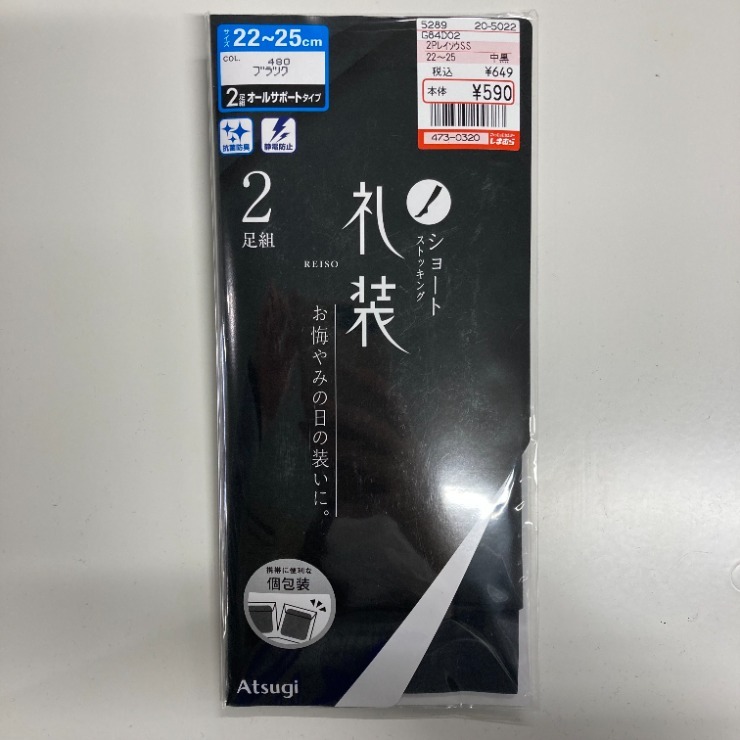 サイズ 22~25cm
COL. 480
ブラック
2足組 オールサポートタイプ
抗菌防臭
静電防止
5289 20-5022
G84D02
2PレイソウSS
22~25 中黒
税込 ¥649
本体 ¥590
473-0320
しまむら
2
足組
REISO
礼装
ショート
ストッキング
お悔やみの日の装いに。
携帯に便利な
個包装
Atsugi